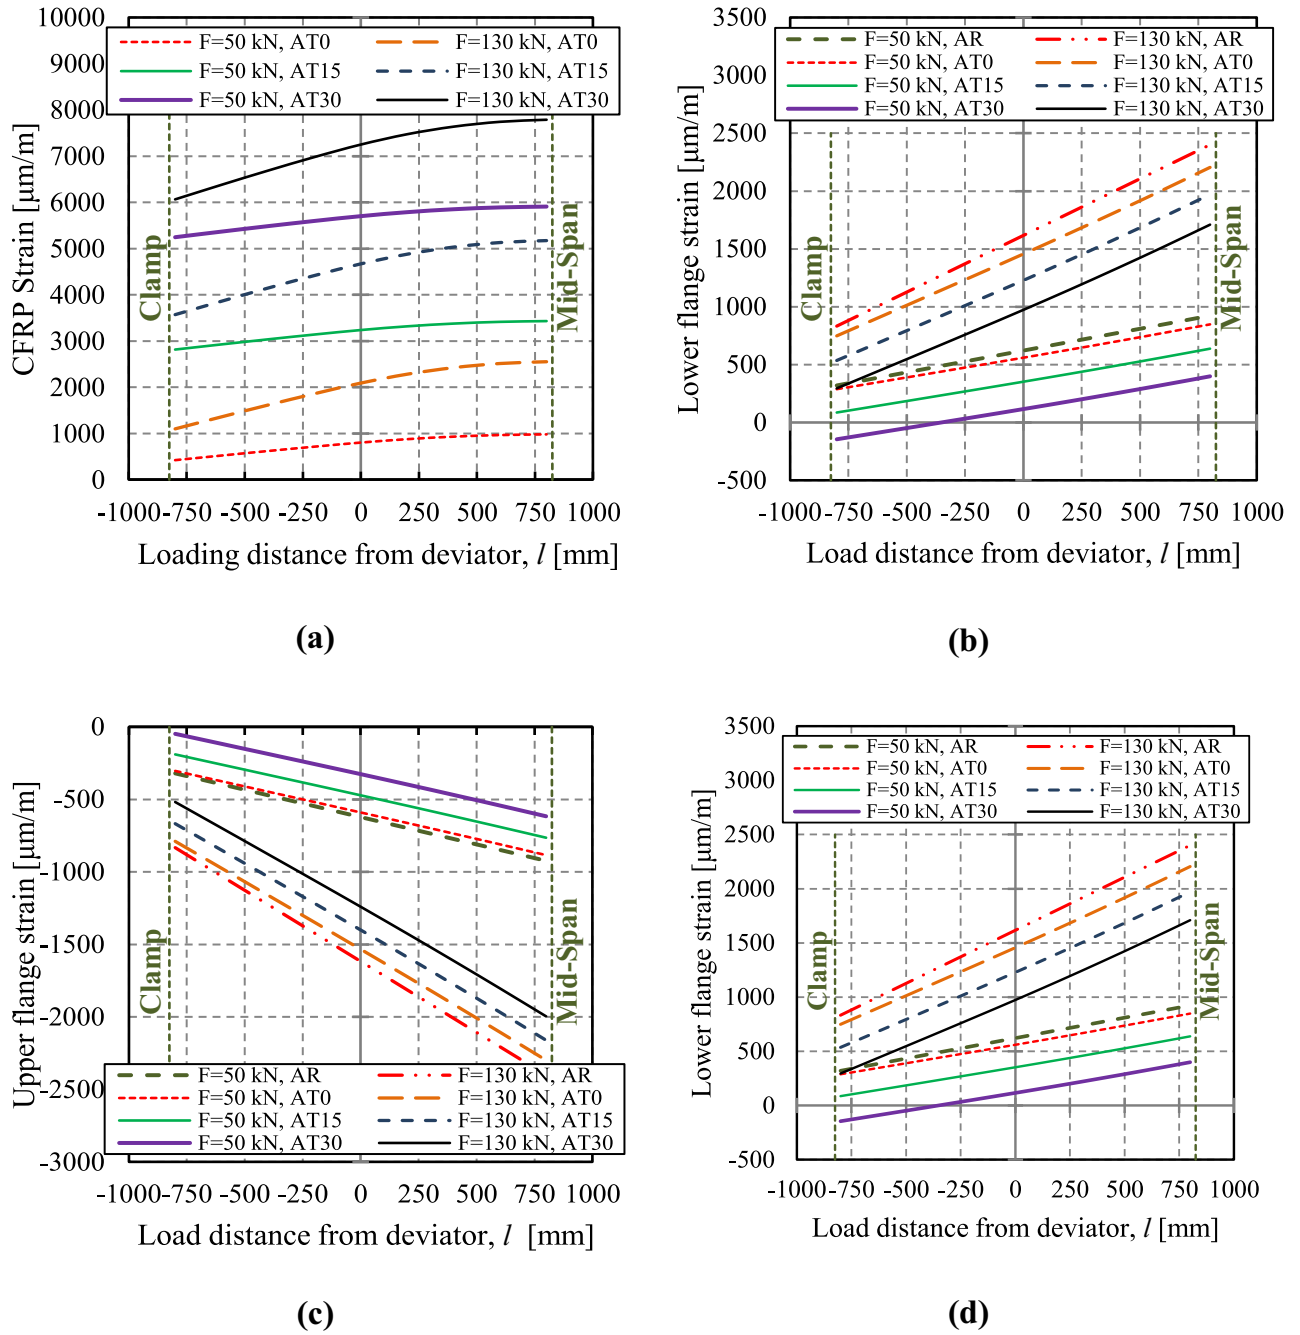 10000
9000
8000
7000
6000
5000
4000
3000
2000
1000
0
CFRP Strain [µm/m]
F=50 kN, AT0
F=130 kN, AT0
F=50 kN, AT15
F=130 kN, AT15
F=50 kN, AT30
F=130 kN, AT30
Clamp
Mid-Span
-1000 -750 -500 -250 0 250 500 750 1000
Loading distance from deviator, l [mm]
(a)
3500
3000
2500
2000
1500
1000
500
0
-500
Lower flange strain [µm/m]
F=50 kN, AR
F=130 kN, AR
F=50 kN, AT0
F=130 kN, AT0
F=50 kN, AT15
F=130 kN, AT15
F=50 kN, AT30
F=130 kN, AT30
Clamp
Mid-Span
-1000 -750 -500 -250 0 250 500 750 1000
Load distance from deviator, l [mm]
(b)
0
-500
-1000
-1500
-2000
-2500
-3000
Upper flange strain [µm/m]
Clamp
Mid-Span
F=50 kN, AR
F=130 kN, AR
F=50 kN, AT0
F=130 kN, AT0
F=50 kN, AT15
F=130 kN, AT15
F=50 kN, AT30
F=130 kN, AT30
-1000 -750 -500 -250 0 250 500 750 1000
Load distance from deviator, l [mm]
(c)
3500
3000
2500
2000
1500
1000
500
0
-500
Lower flange strain [µm/m]
F=50 kN, AR
F=130 kN, AR
F=50 kN, AT0
F=130 kN, AT0
F=50 kN, AT15
F=130 kN, AT15
F=50 kN, AT30
F=130 kN, AT30
Clamp
Mid-Span
-1000 -750 -500 -250 0 250 500 750 1000
Load distance from deviator, l [mm]
(d)